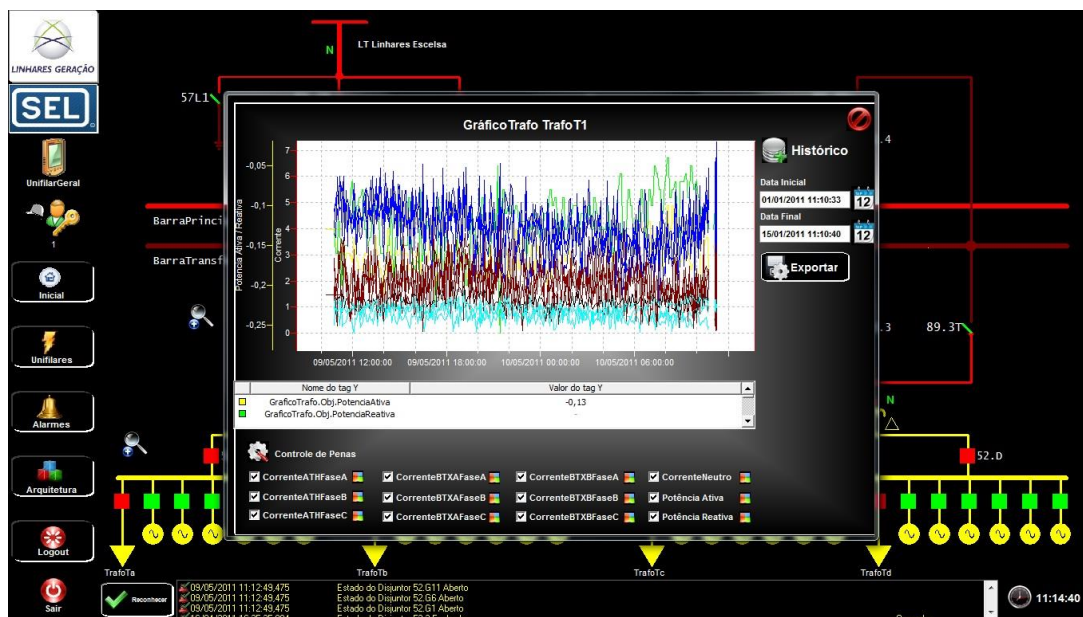 LINHARES GERAÇÃO
SEL
UnifilarGeral
1
Inicial
Unifilares
Alarmes
Arquitetura
Logout
Sair
N
LT Linhares Escelsa
57L1
BarraPrinci
BarraTransf
Gráfico Trafo TrafoT1
Potencia Ativa / Reativa
-0,05
-0,1
-0,15
-0,2
-0,25
Corrente
7
6
5
4
3
2
1
0
09/05/2011 12:00:00 09/05/2011 18:00:00 10/05/2011 00:00:00 10/05/2011 06:00:00
Histórico
Data Inicial
01/01/2011 11:10:33
12
Data Final
15/01/2011 11:10:40
12
Exportar
Nome do tag Y Valor do tag Y
GraficoTrafo.Obj.PotenciaAtiva -0,13
GraficoTrafo.Obj.PotenciaReativa -
Controle de Penas
CorrenteATHFaseA CorrenteBTXAFaseA CorrenteBTXBFaseA CorrenteNeutro
CorrenteATHFaseB CorrenteBTXAFaseB CorrenteBTXBFaseB Potência Ativa
CorrenteATHFaseC CorrenteBTXAFaseC CorrenteBTXBFaseC Potência Reativa
.4
.3
89.3T
N
52.D
TrafoTa TrafoTb TrafoTc TrafoTd
Reconhecer
09/05/2011 11:12:49,475 Estado do Disjuntor 52.G11 Aberto
09/05/2011 11:12:49,475 Estado do Disjuntor 52.G6 Aberto
09/05/2011 11:12:49,475 Estado do Disjuntor 52.G1 Aberto
11:14:40